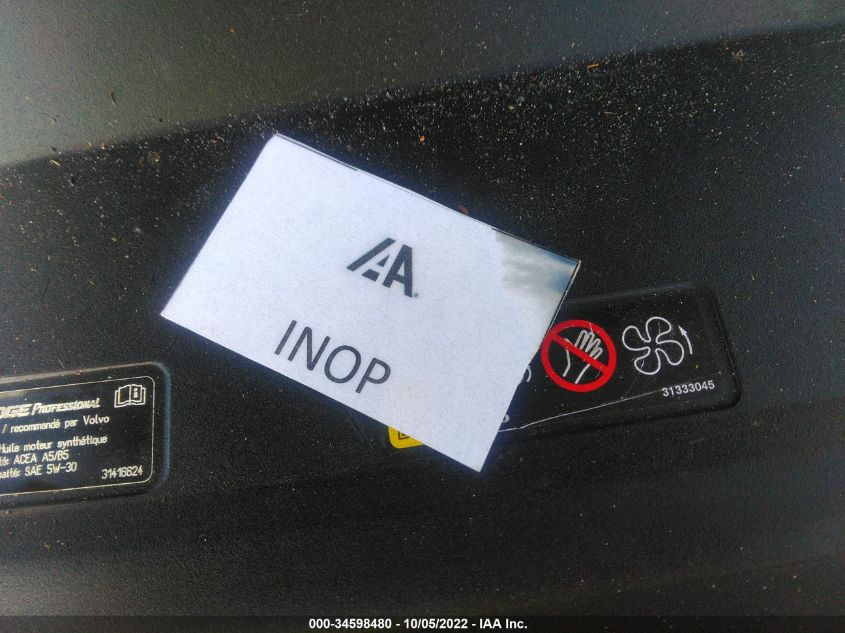 IAA
INOP
31333045
Professional
/ recommandé par Volvo
Huile moteur synthétique
ACEA A5/B5
SAE 5W-30 31416624
000-34598480 - 10/05/2022 - IAA Inc.